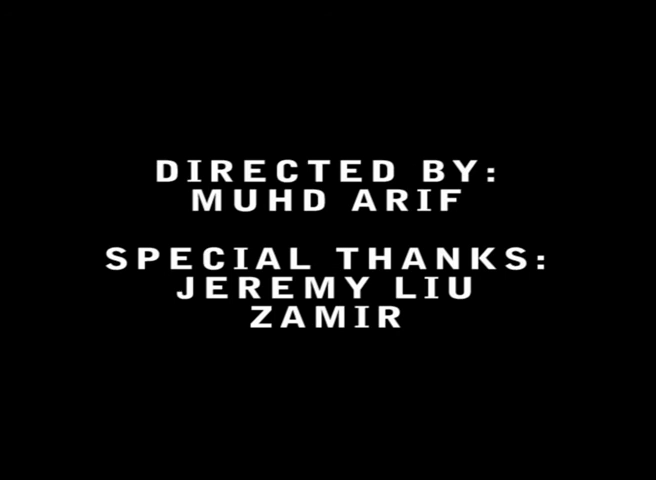 DIRECTED BY:
MUHD ARIF
SPECIAL THANKS:
JEREMY LIU
ZAMIR